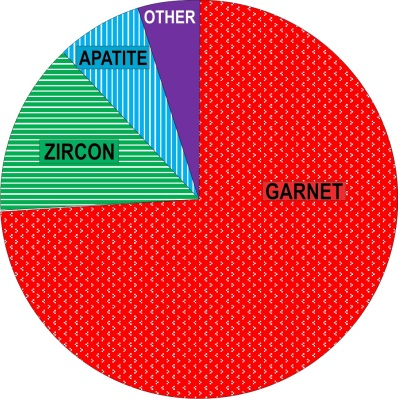 OTHER
APATITE
ZIRCON
GARNET